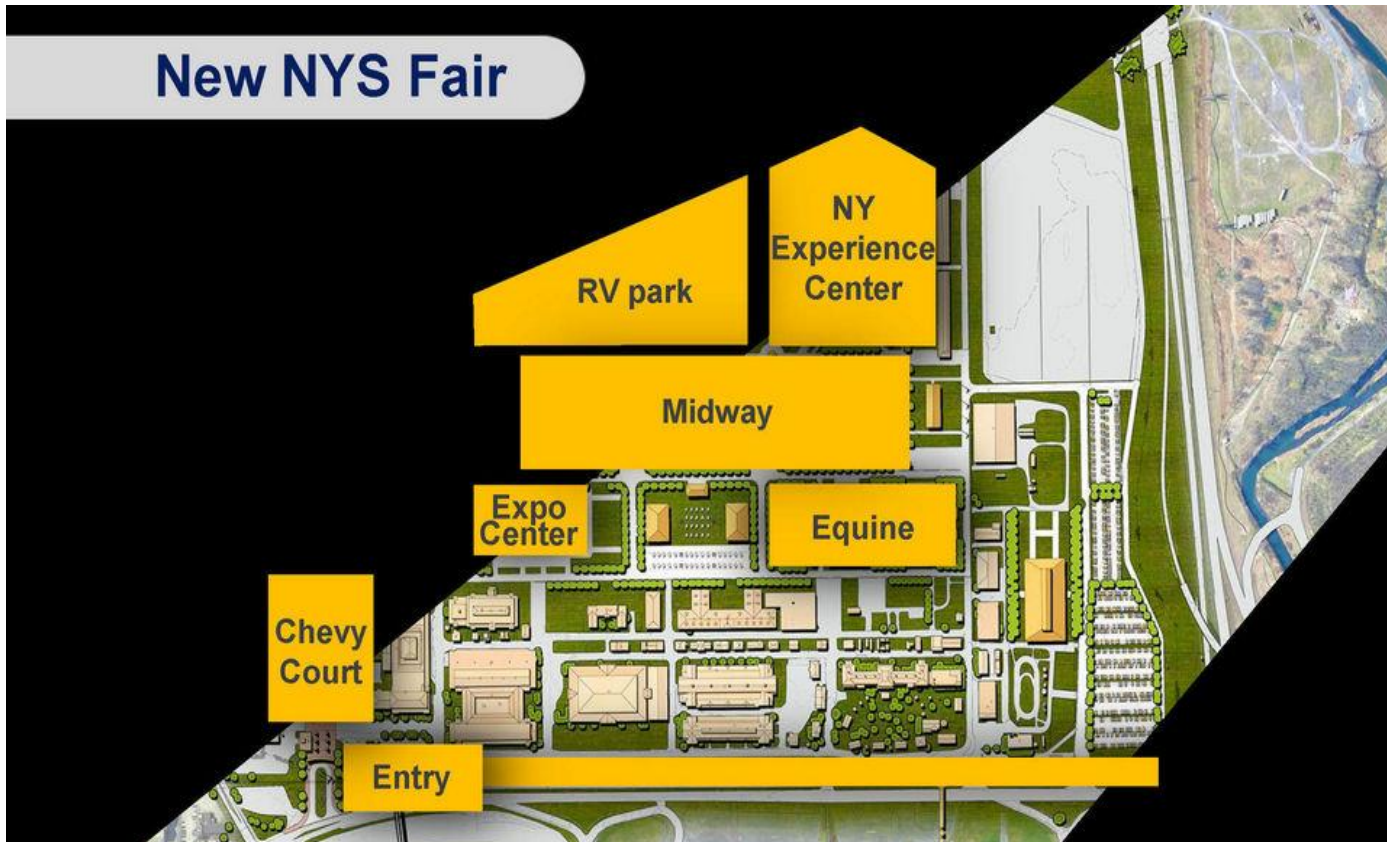 New NYS Fair
NY
Experience
Center
RV park
Midway
Expo
Center
Equine
Chevy
Court
Entry